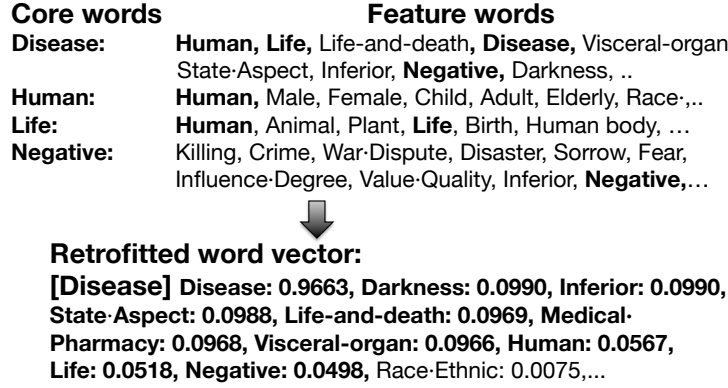 Core words Feature words
Disease: Human, Life, Life-and-death, Disease, Visceral-organ
State·Aspect, Inferior, Negative, Darkness, ..
Human: Human, Male, Female, Child, Adult, Elderly, Race·,..
Life: Human, Animal, Plant, Life, Birth, Human body, …
Negative: Killing, Crime, War·Dispute, Disaster, Sorrow, Fear,
Influence·Degree, Value·Quality, Inferior, Negative,…
Retrofitted word vector:
[Disease] Disease: 0.9663, Darkness: 0.0990, Inferior: 0.0990,
State·Aspect: 0.0988, Life-and-death: 0.0969, Medical·
Pharmacy: 0.0968, Visceral-organ: 0.0966, Human: 0.0567,
Life: 0.0518, Negative: 0.0498, Race·Ethnic: 0.0075,...